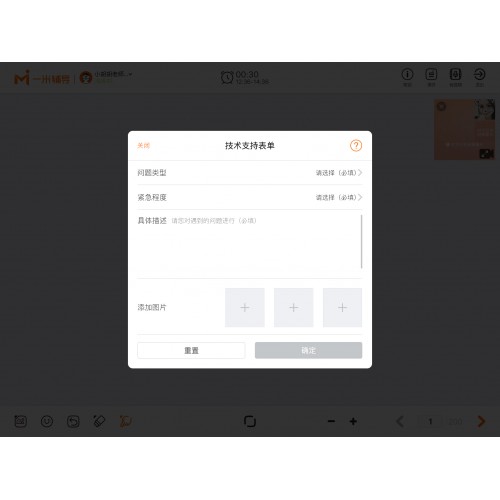 一米辅导
00:30
关闭
技术支持表单
问题类型
请选择（必填）
紧急程度
请选择（必填）
具体描述
请您对遇到的问题进行（必填）
添加图片
重置
确定
1